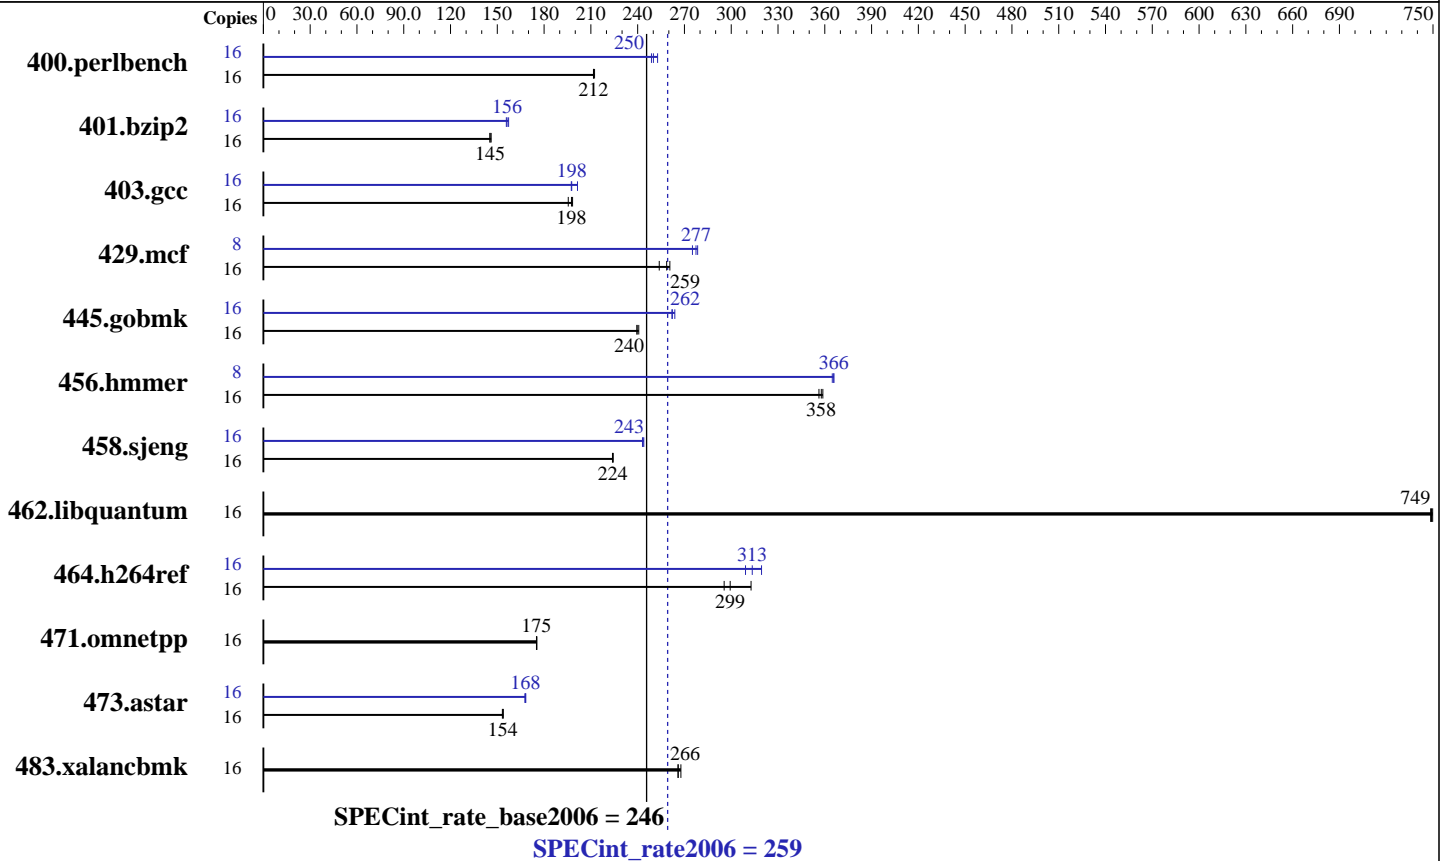 Copies 0 30.0 60.0 90.0 120 150 180 210 240 270 300 330 360 390 420 450 480 510 540 570 600 630 660 690 750
400.perlbench 16 250
16 212
401.bzip2 16 156
16 145
403.gcc 16 198
16 198
429.mcf 8 277
16 259
445.gobmk 16 262
16 240
456.hmmer 8 366
16 358
458.sjeng 16 243
16 224
462.libquantum 16 749
464.h264ref 16 313
16 299
471.omnetpp 16 175
473.astar 16 168
16 154
483.xalancbmk 16 266
SPECint_rate_base2006 = 246
SPECint_rate2006 = 259